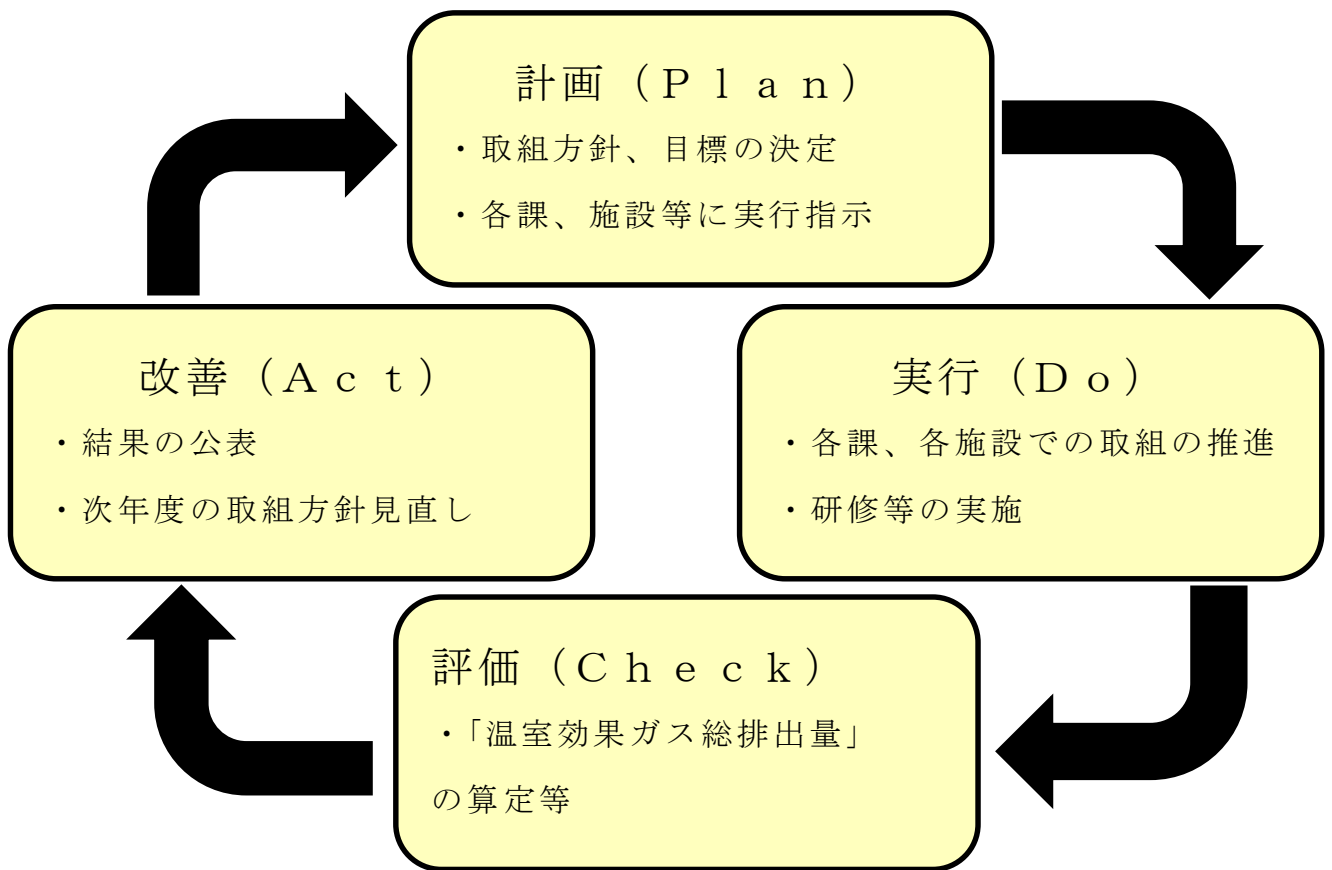 計画（Ｐｌａｎ）
・取組方針、目標の決定
・各課、施設等に実行指示
実行（Ｄｏ）
・各課、各施設での取組の推進
・研修等の実施
評価（Ｃｈｅｃｋ）
・「温室効果ガス総排出量」
の算定等
改善（Ａｃｔ）
・結果の公表
・次年度の取組方針見直し